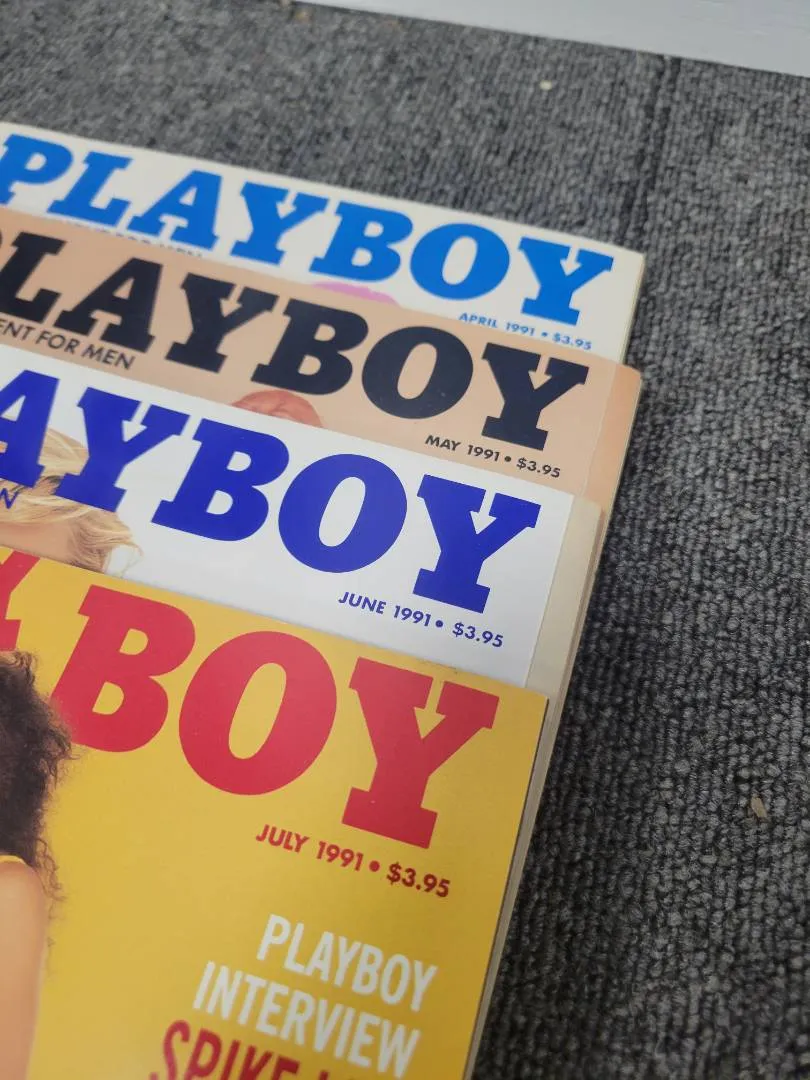 PLAYBOY
APRIL 1991 • $3.95
PLAYBOY
ENT FOR MEN
MAY 1991 • $3.95
AYBOY
N
JUNE 1991 • $3.95
Y BOY
JULY 1991 • $3.95
PLAYBOY
INTERVIEW
SPIKE